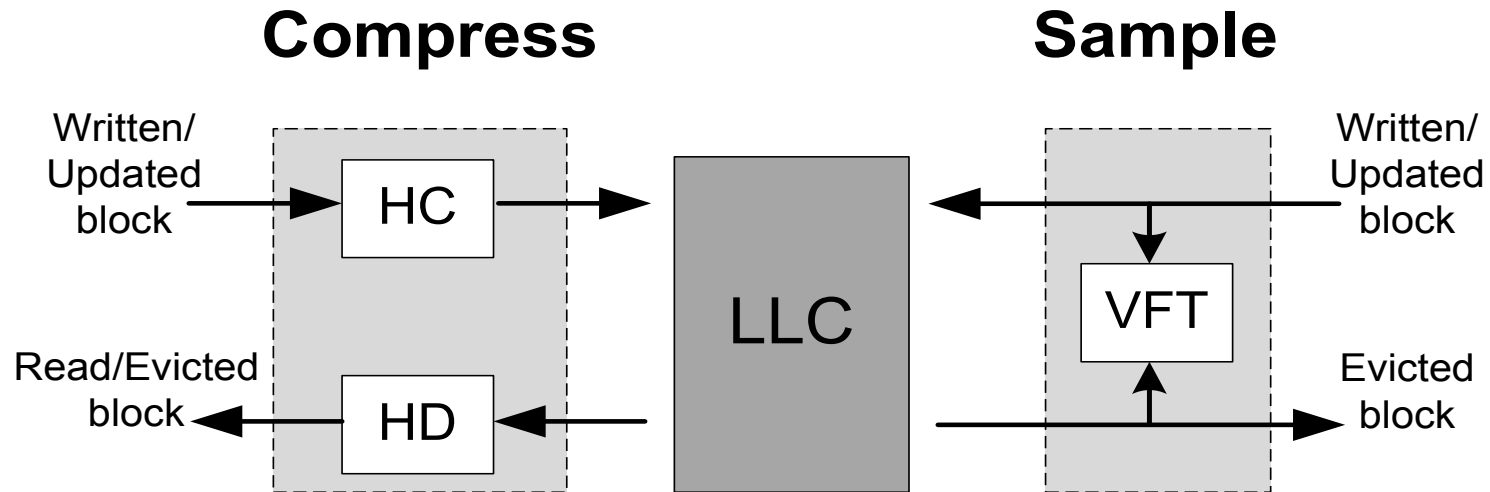 Compress
Sample
Written/
Updated
block
HC
Read/Evicted
block
HD
LLC
Written/
Updated
block
VFT
Evicted
block